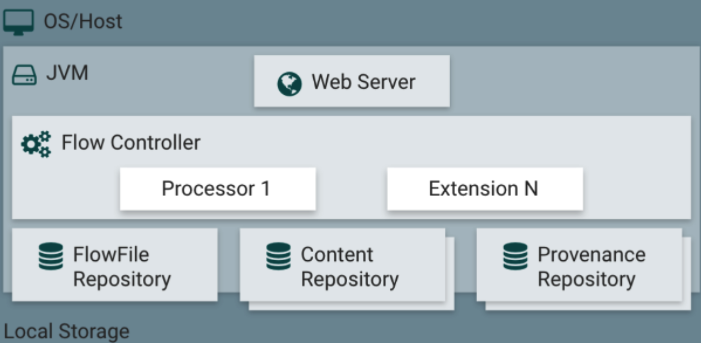 OS/Host
JVM
Web Server
Flow Controller
Processor 1
Extension N
FlowFile
Repository
Content
Repository
Provenance
Repository
Local Storage